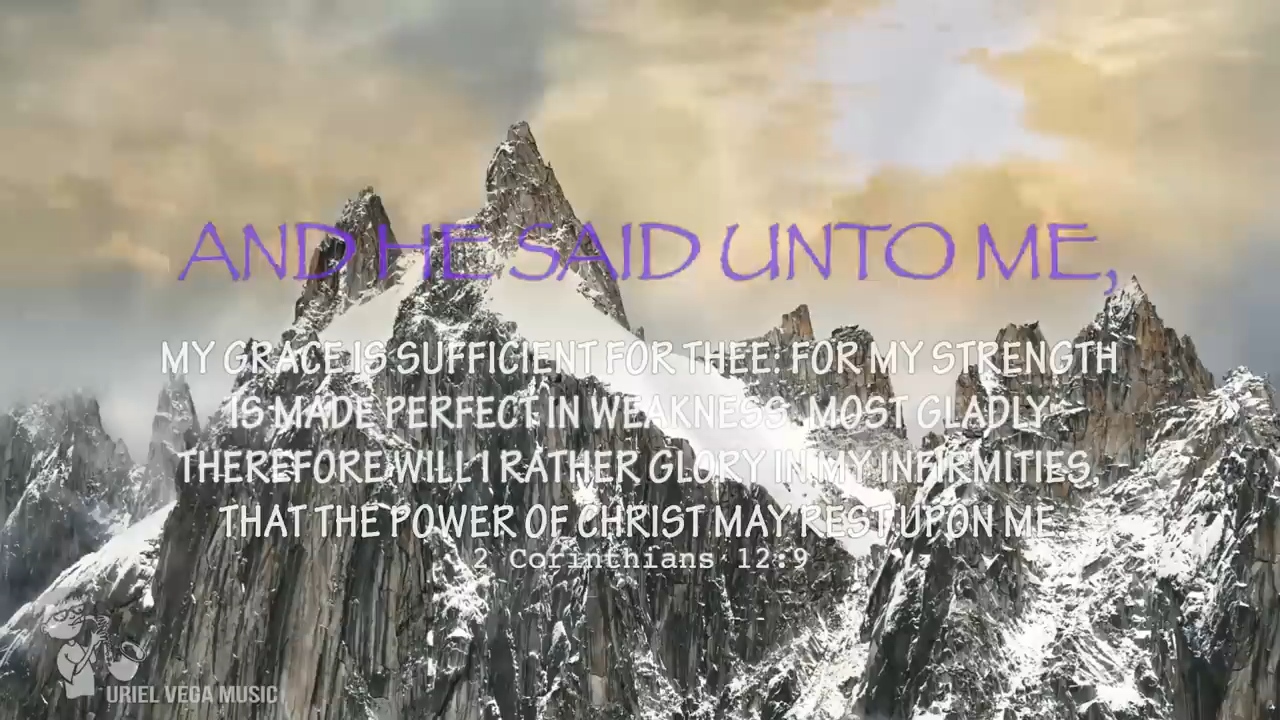 AND HE SAID UNTO ME,
MY GRACE IS SUFFICIENT FOR THEE: FOR MY STRENGTH
IS MADE PERFECT IN WEAKNESS. MOST GLADLY
THEREFORE WILL I RATHER GLORY IN MY INFIRMITIES,
THAT THE POWER OF CHRIST MAY REST UPON ME
2 Corinthians 12:9
URIEL VEGA MUSIC